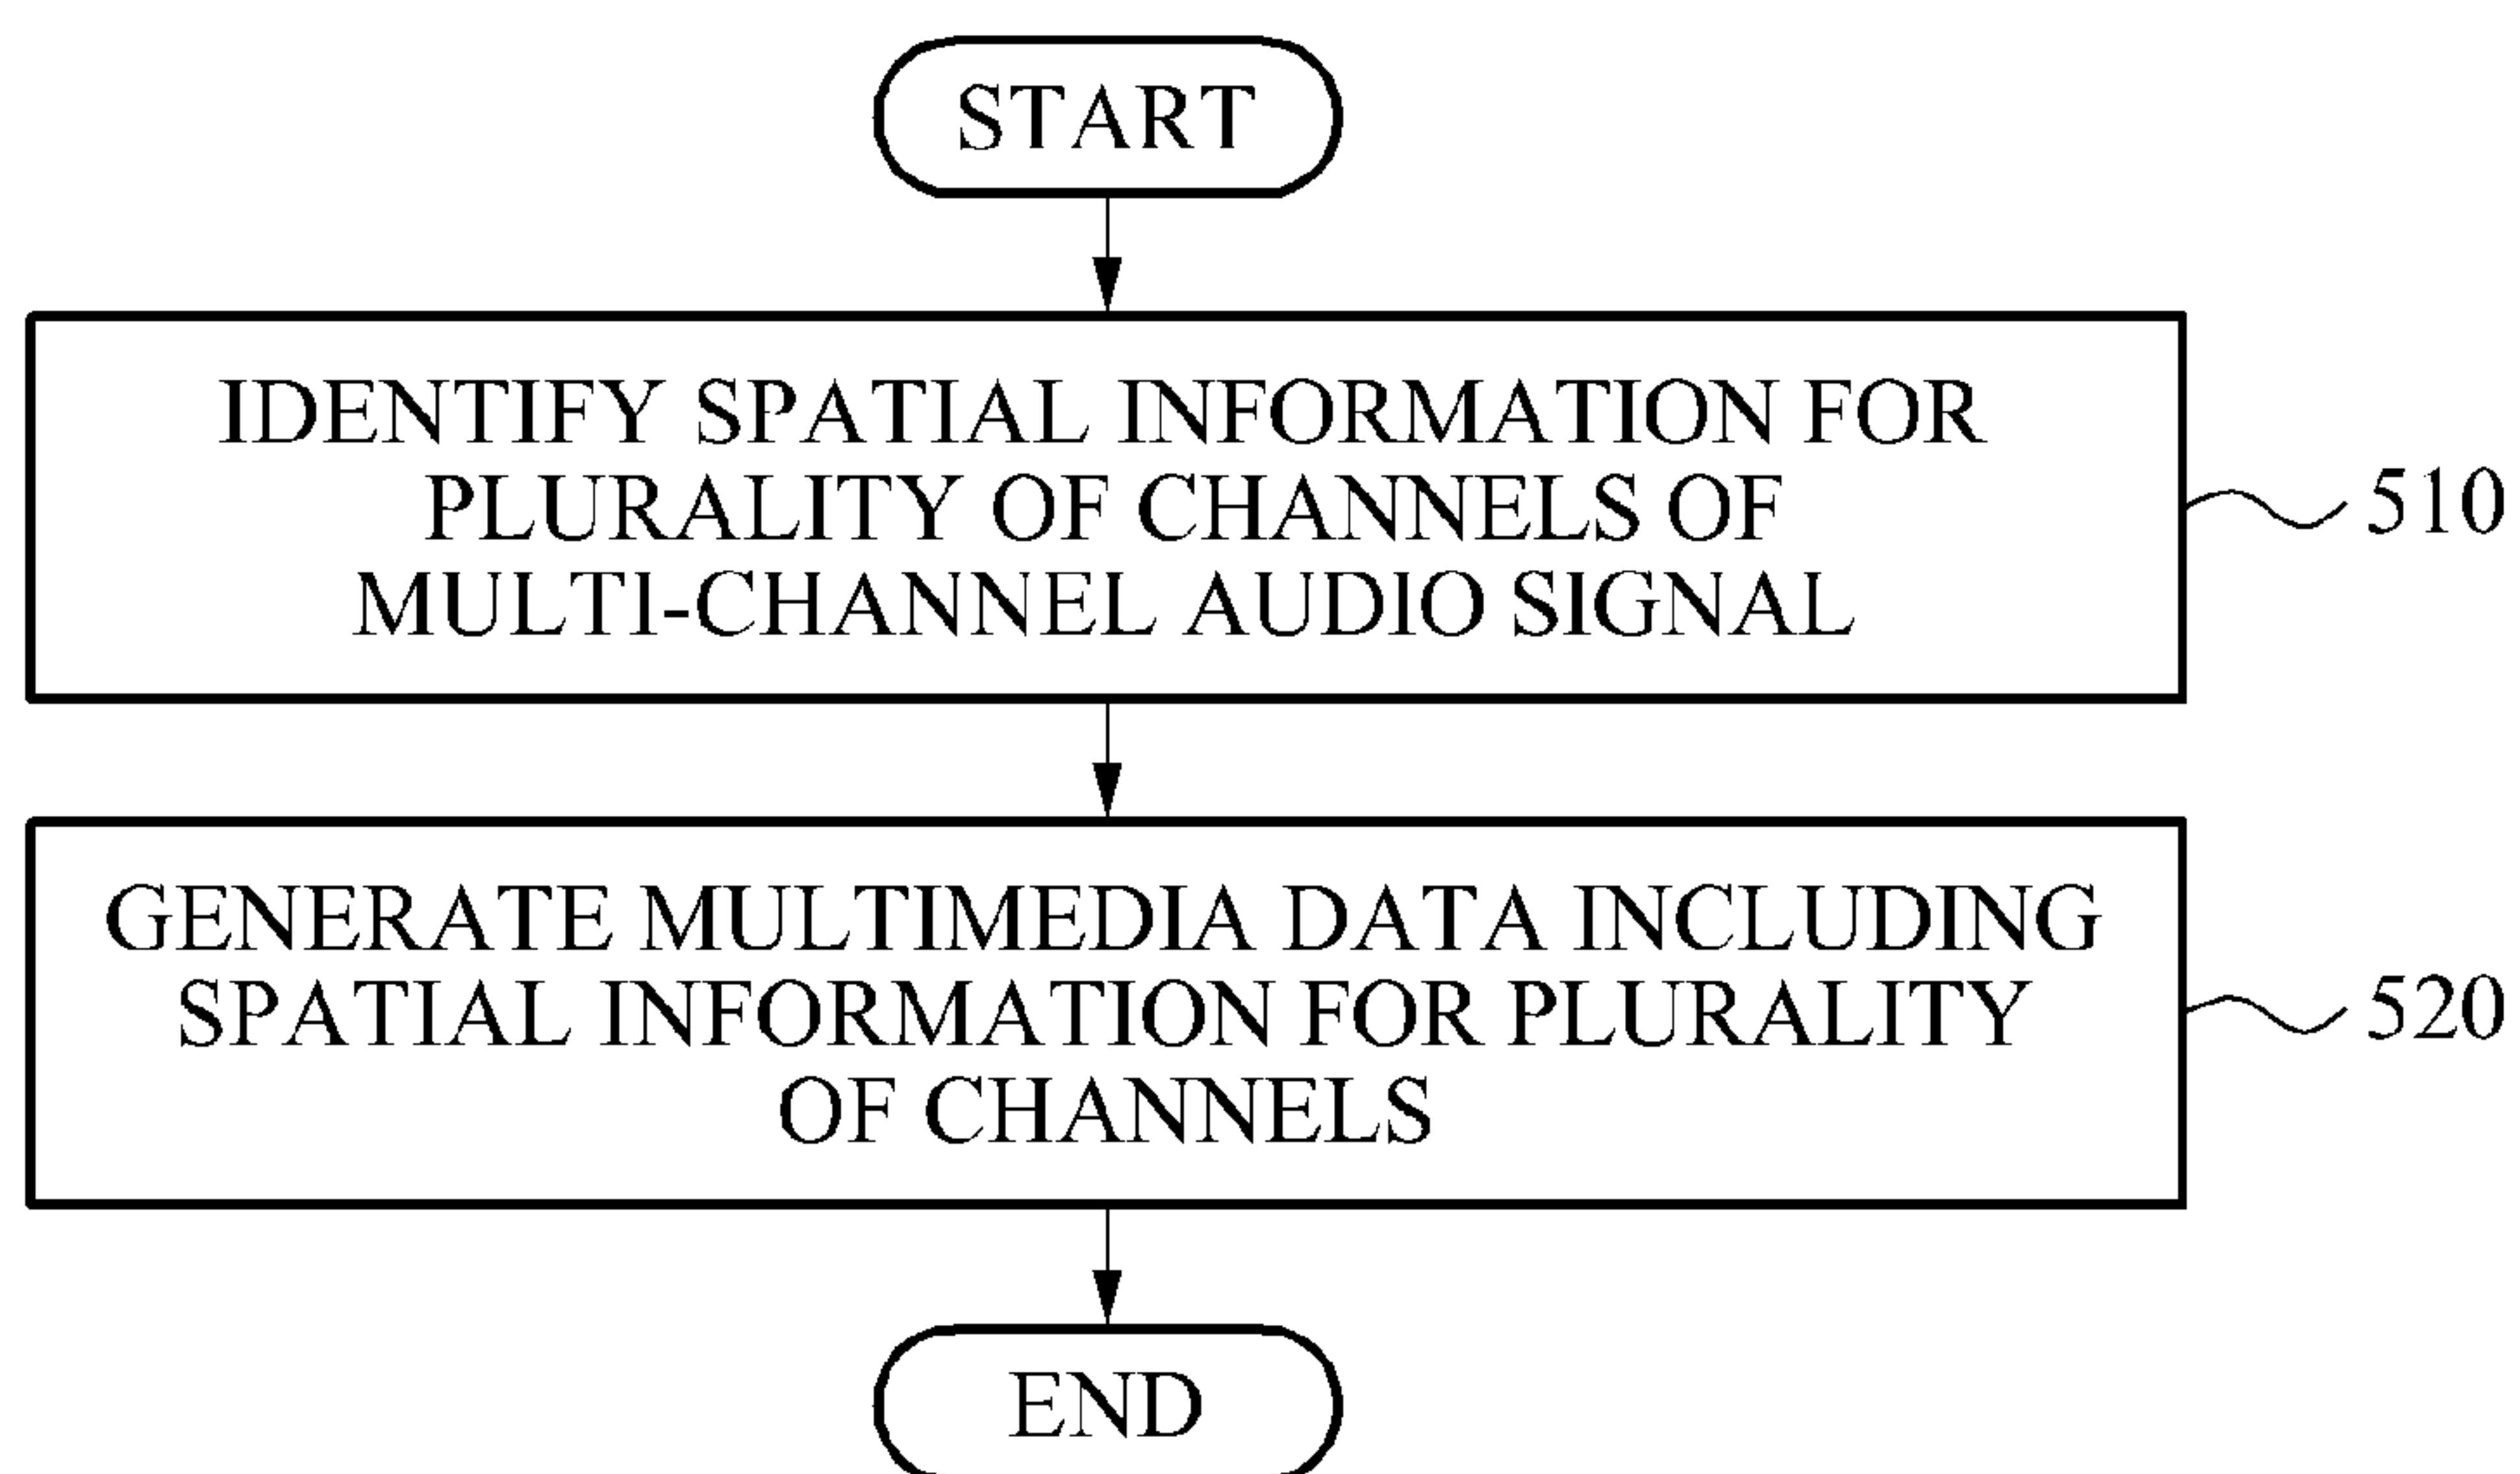 START
IDENTIFY SPATIAL INFORMATION FOR
PLURALITY OF CHANNELS OF
MULTI-CHANNEL AUDIO SIGNAL
510
GENERATE MULTIMEDIA DATA INCLUDING
SPATIAL INFORMATION FOR PLURALITY
OF CHANNELS
520
END